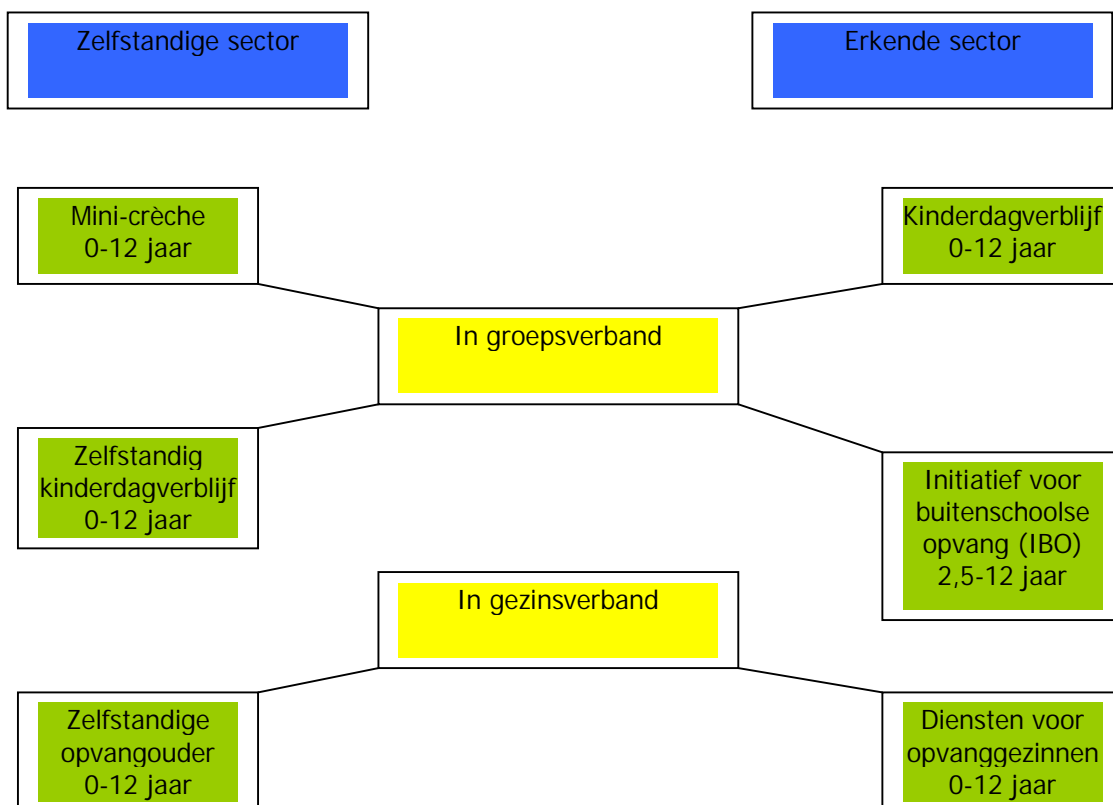 Zelfstandige sector
Erkende sector
Mini-crèche
0-12 jaar
Kinderdagverblijf
0-12 jaar
In groepsverband
Zelfstandig
kinderdagverblijf
0-12 jaar
Initiatief voor
buitenschoolse
opvang (IBO)
2,5-12 jaar
In gezinsverband
Zelfstandige
opvangouder
0-12 jaar
Diensten voor
opvanggezinnen
0-12 jaar